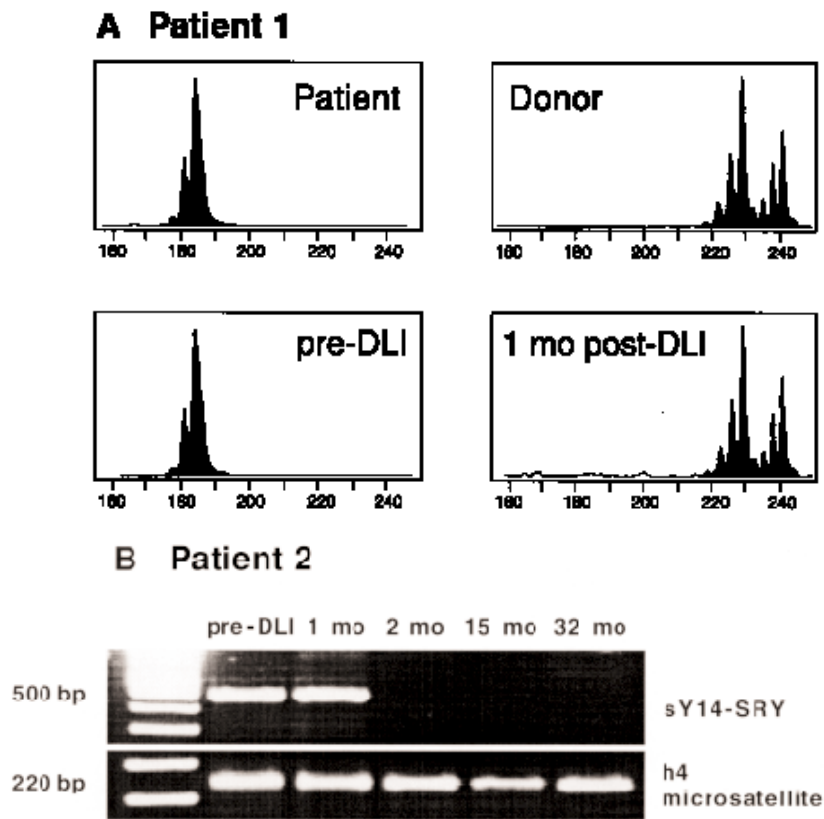 A Patient 1
Patient
160 180 200 220 240
Donor
160 180 200 220 240
pre-DLI
160 180 200 220 240
1 mo post-DLI
160 180 200 220 240
B Patient 2
pre-DLI 1 mo 2 mo 15 mo 32 mo
500 bp
sY14-SRY
220 bp
h4
microsatellite